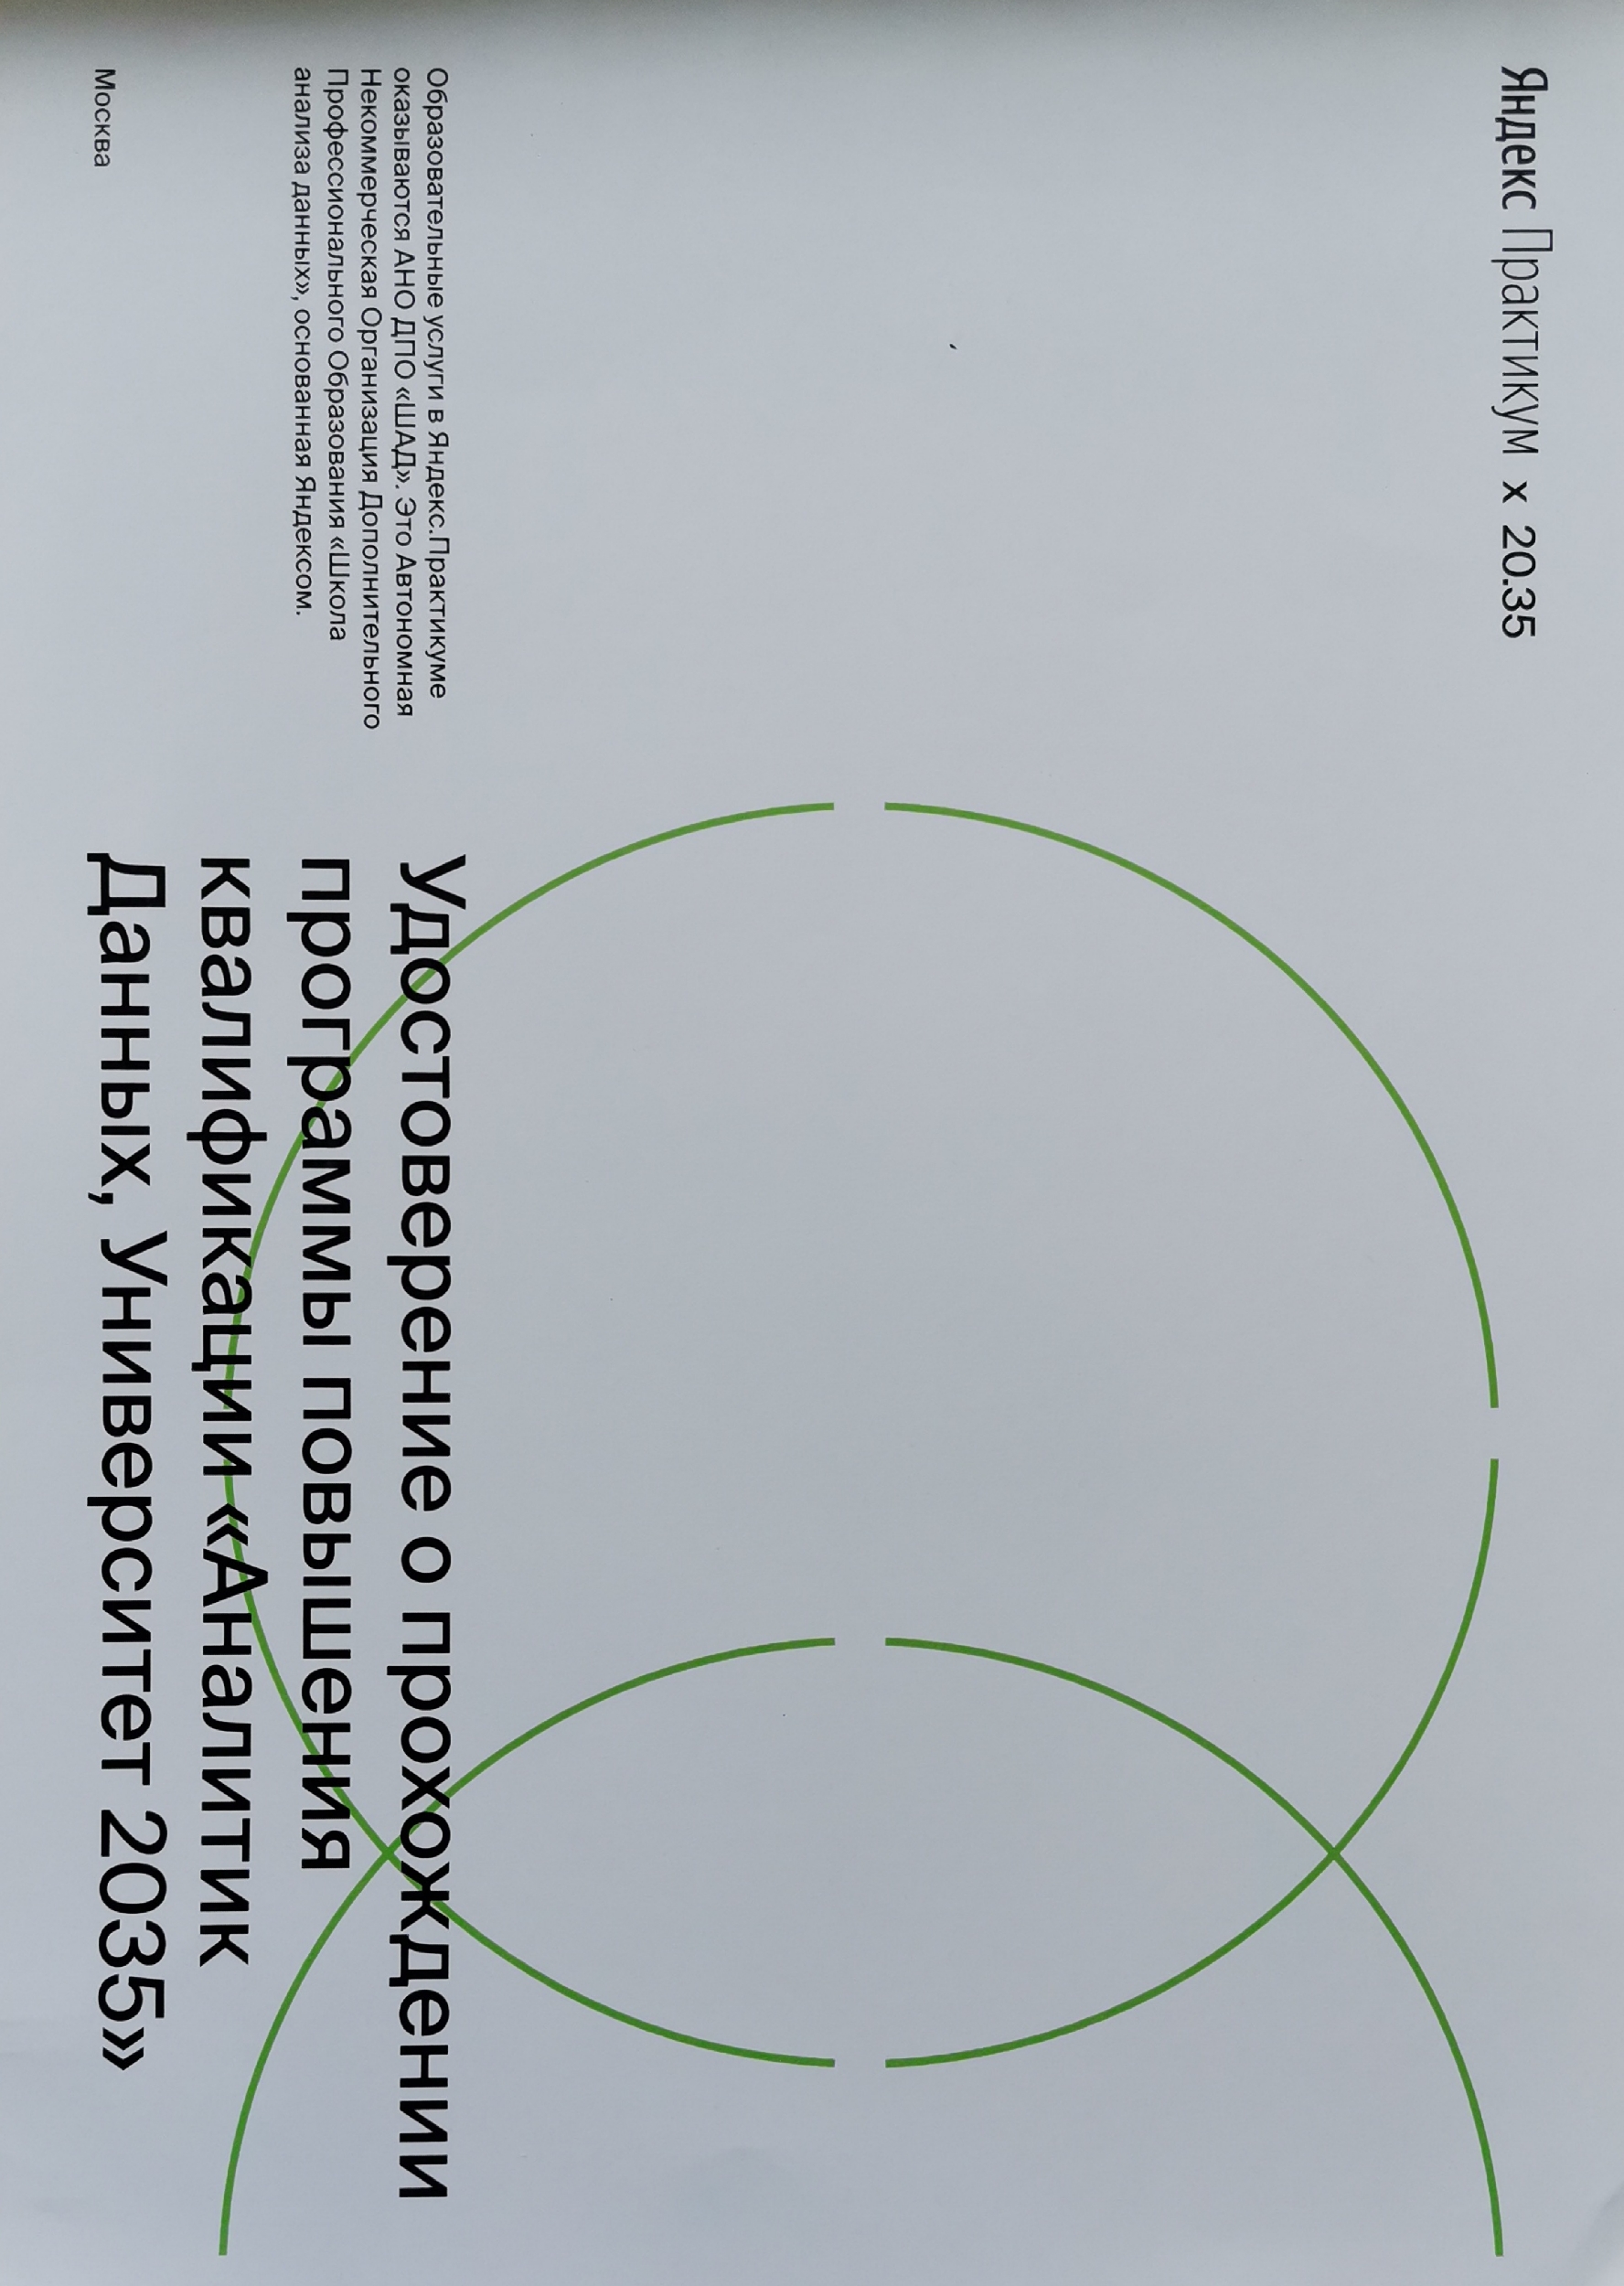 Яндекс Практикум x 20.35
Образовательные услуги в Яндекс.Практикуме
оказываются АНО ДПО «ШАД». Это Автономная
Некоммерческая Организация Дополнительного
Профессионального Образования «Школа
анализа данных», основанная Яндексом.
Москва
Удостоверение о прохождении
программы повышения
квалификации «Аналитик
Данных, Университет 2035»